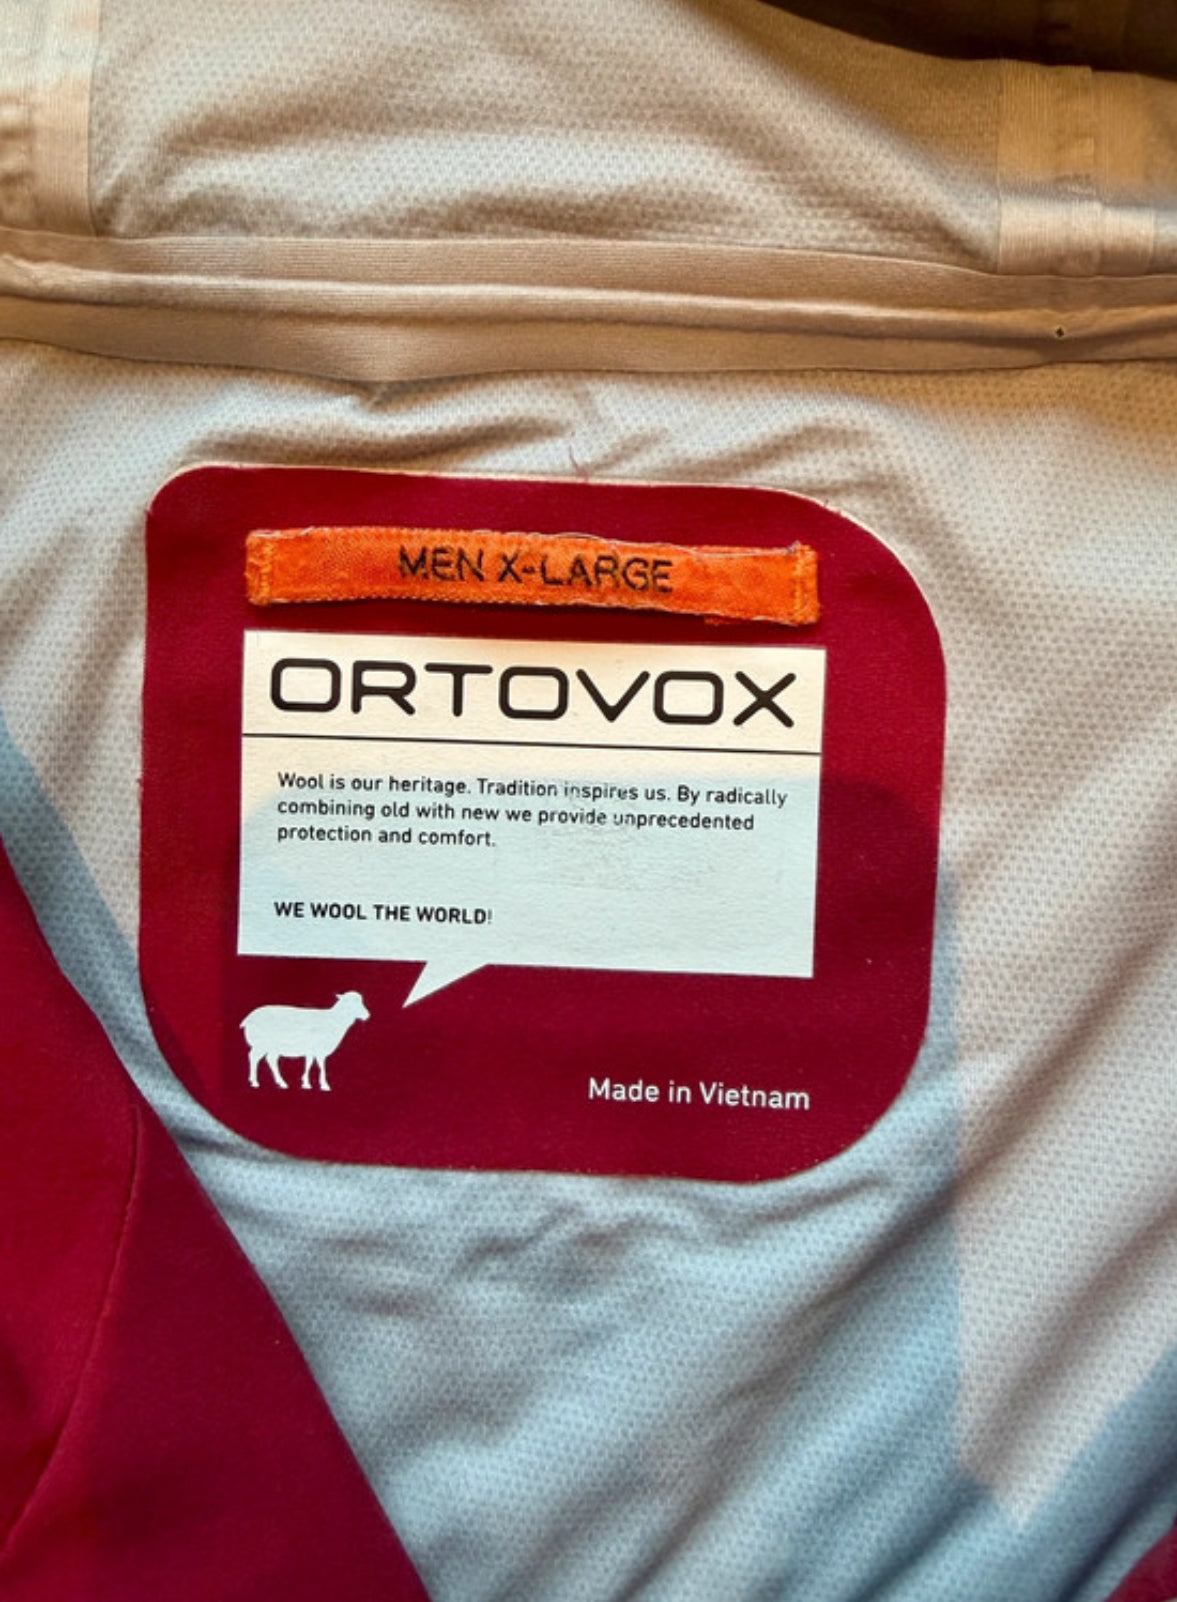 MEN X-LARGE
ORTOVOX
Wool is our heritage. Tradition inspires us. By radically
combining old with new we provide unprecedented
protection and comfort.
WE WOOL THE WORLD!
Made in Vietnam